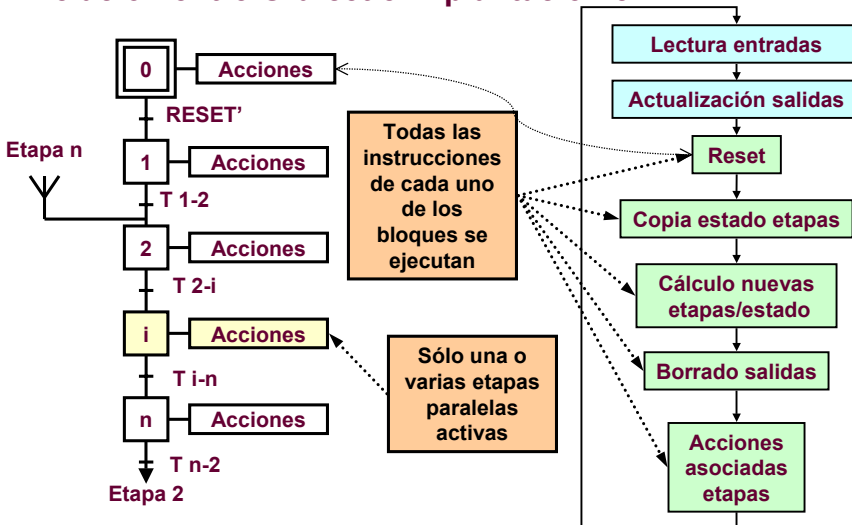 0
Acciones
RESET'
Etapa n
1
Acciones
T 1-2
2
Acciones
T 2-i
i
Acciones
T i-n
n
Acciones
T n-2
Etapa 2
Todas las
instrucciones
de cada uno
de los
bloques se
ejecutan
Sólo una o
varias etapas
paralelas
activas
Lectura entradas
Actualización salidas
Reset
Copia estado etapas
Cálculo nuevas
etapas/estado
Borrado salidas
Acciones
asociadas
etapas